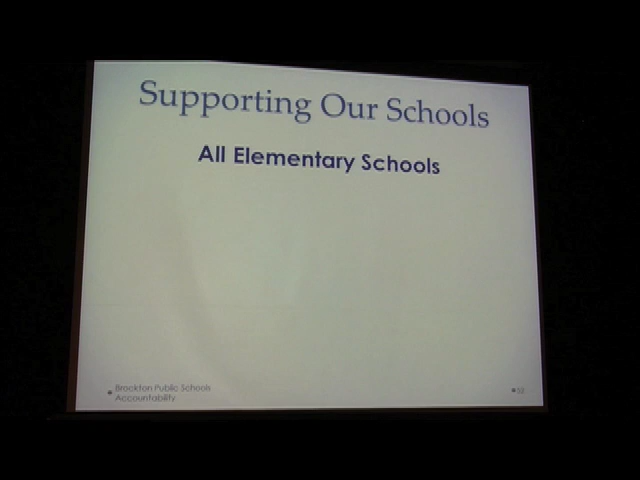 Supporting Our Schools
All Elementary Schools
Brockton Public Schools
Accountability